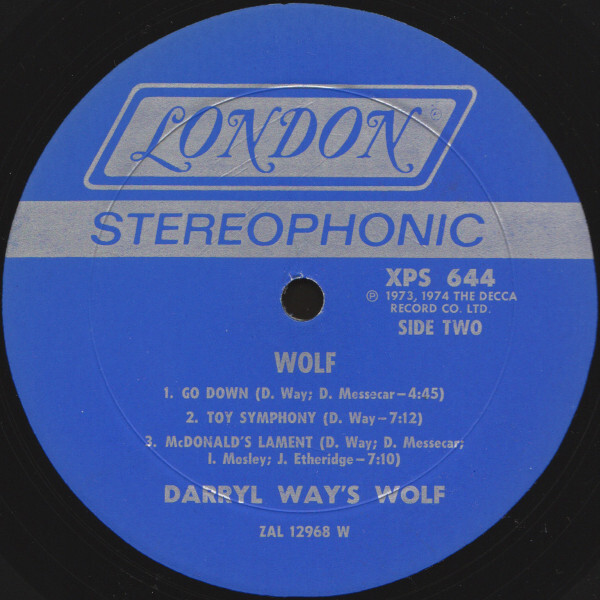 LONDON
©
STEREOPHONIC
XPS 644
℗ 1973, 1974 THE DECCA
RECORD CO. LTD.
SIDE TWO
WOLF
1. GO DOWN (D. Way; D. Messecar—4:45)
2. TOY SYMPHONY (D. Way—7:12)
3. McDONALD'S LAMENT (D. Way; D. Messecar;
I. Mosley; J. Etheridge—7:10)
DARRYL WAY'S WOLF
ZAL 12968 W